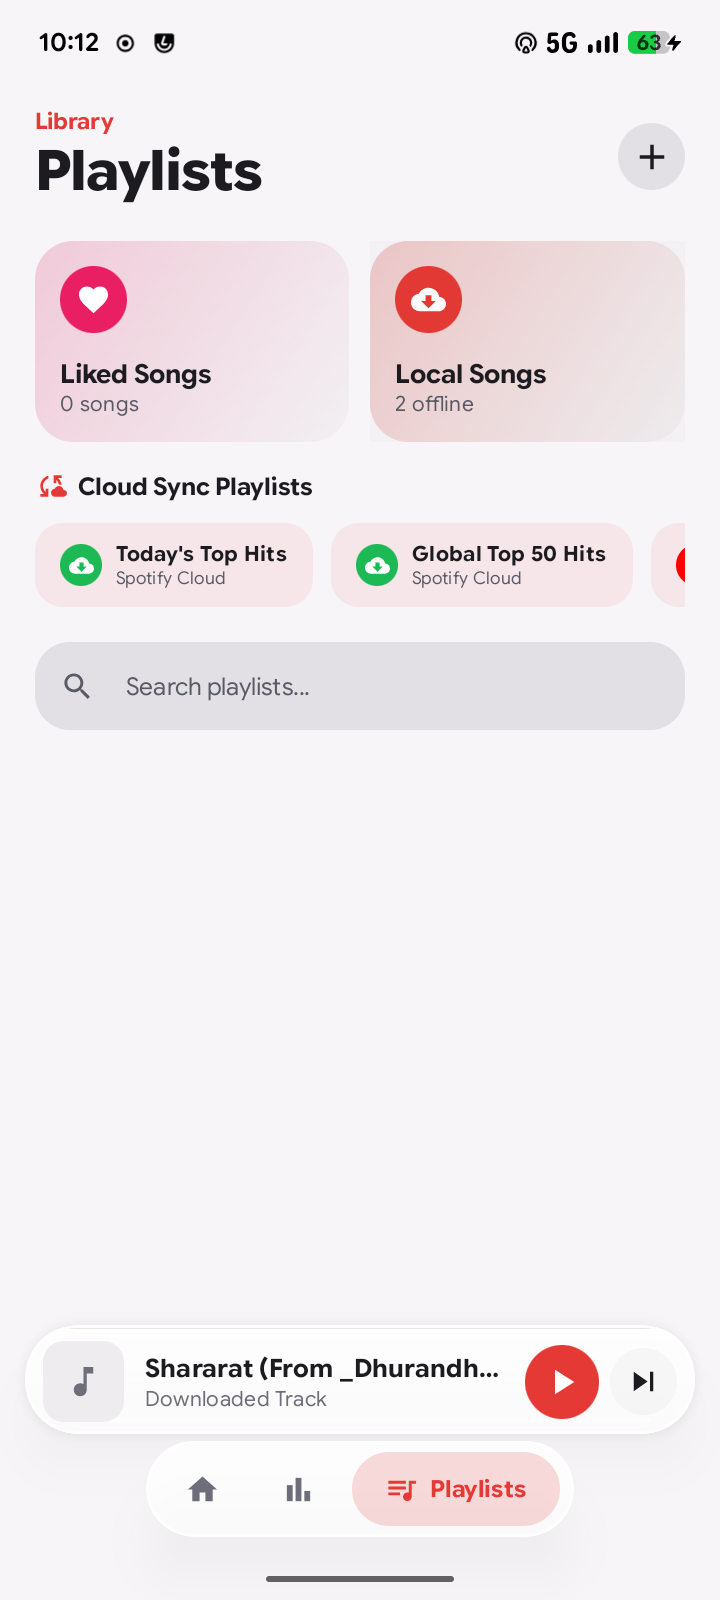 10:12
5G
63
Library
Playlists
Liked Songs
0 songs
Local Songs
2 offline
Cloud Sync Playlists
Today's Top Hits
Spotify Cloud
Global Top 50 Hits
Spotify Cloud
Search playlists...
Shararat (From _Dhurandh...
Downloaded Track
Playlists